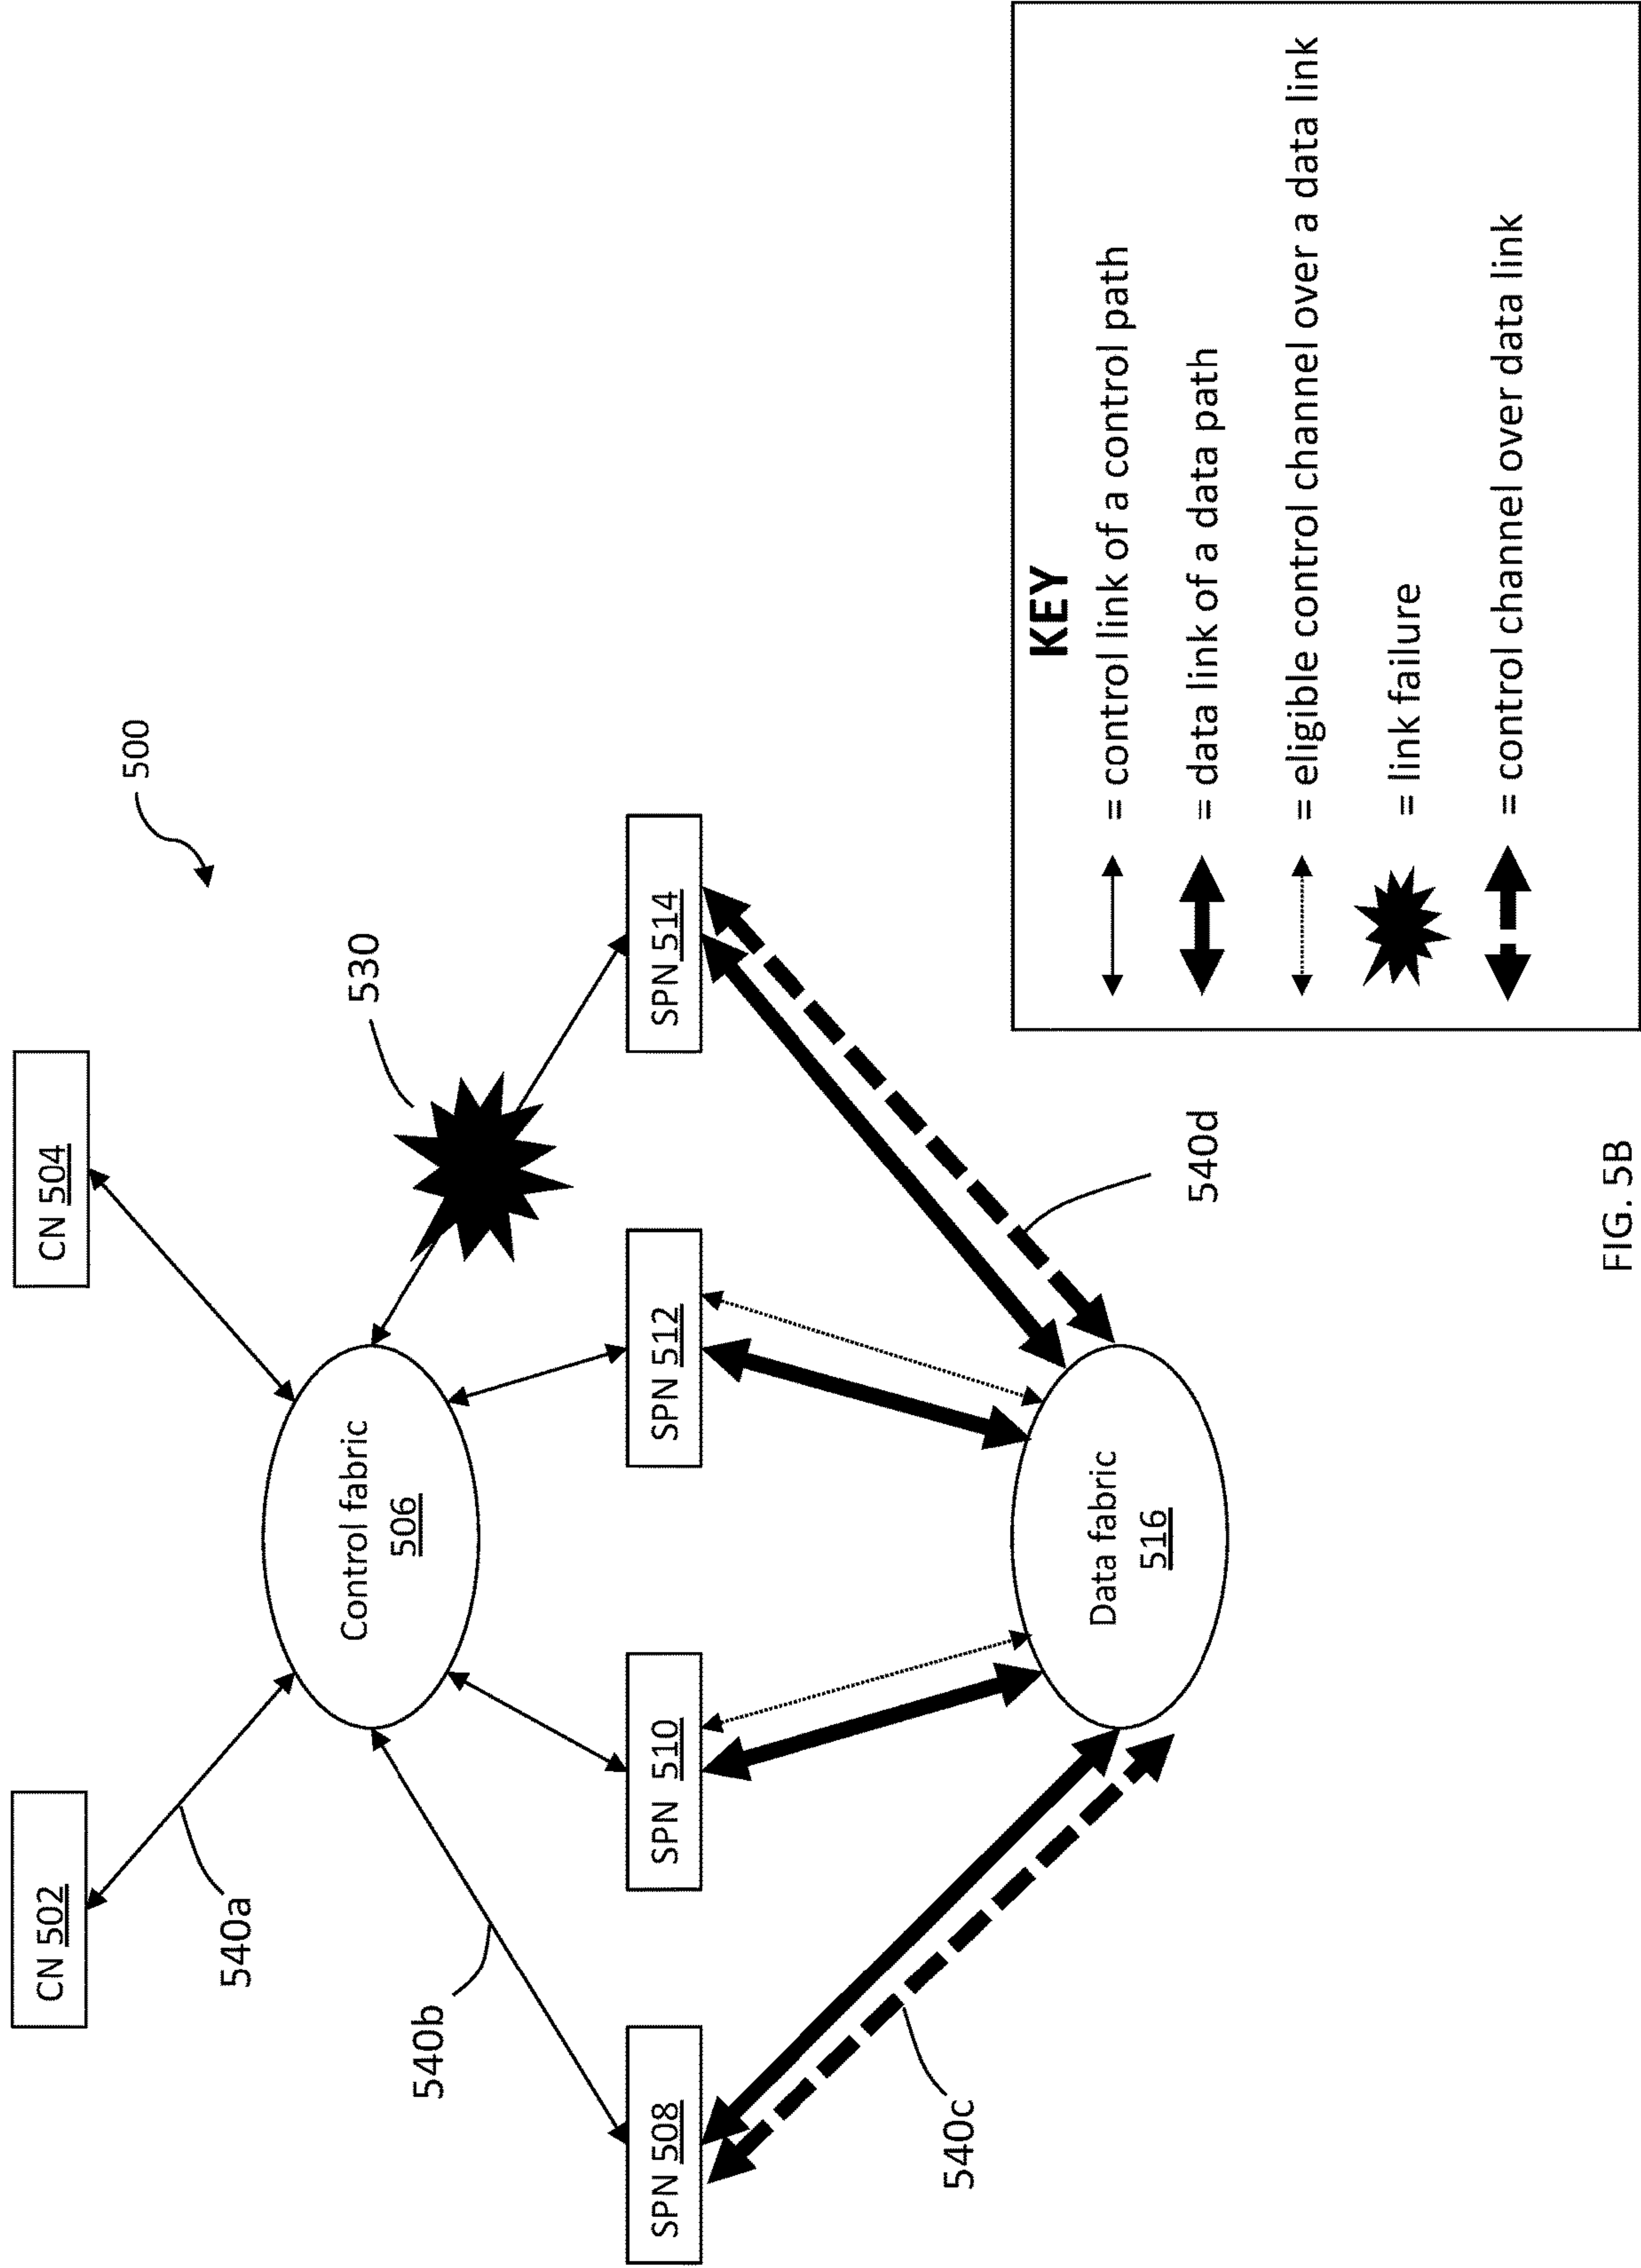 500
CN 502
CN 504
540a
530
Control fabric
506
540b
SPN 508
SPN 510
SPN 512
SPN 514
540c
Data fabric
516
540d
KEY
= control link of a control path
= data link of a data path
= eligible control channel over a data link
= link failure
= control channel over data link
FIG. 5B